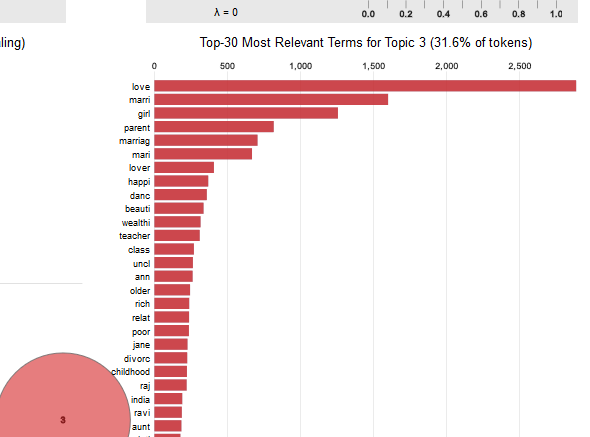 λ = 0
0.0 0.2 0.4 0.6 0.8 1.0
ling)
Top-30 Most Relevant Terms for Topic 3 (31.6% of tokens)
0 500 1,000 1,500 2,000 2,500
love
marri
girl
parent
marriag
mari
lover
happi
danc
beauti
wealthi
teacher
class
uncl
ann
older
rich
relat
poor
jane
divorc
childhood
raj
india
ravi
aunt
3